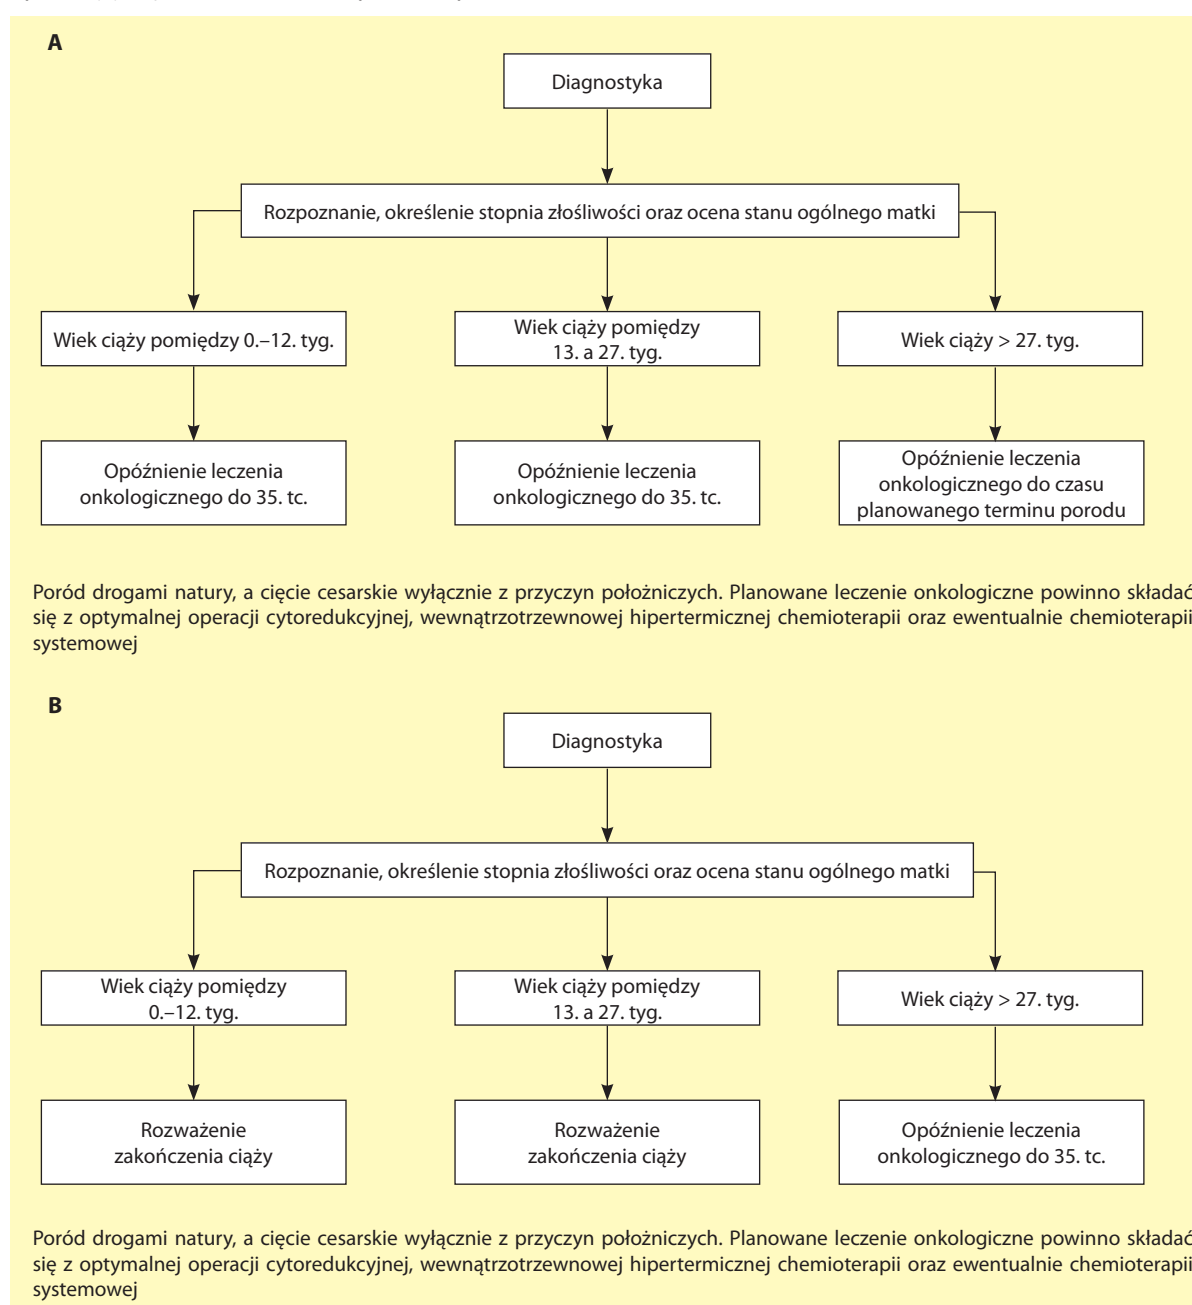 A
Diagnostyka
Rozpoznanie, określenie stopnia złośliwości oraz ocena stanu ogólnego matki
Wiek ciąży pomiędzy 0.–12. tyg.
Wiek ciąży pomiędzy
13. a 27. tyg.
Wiek ciąży > 27. tyg.
Opóźnienie leczenia
onkologicznego do 35. tc.
Opóźnienie leczenia
onkologicznego do 35. tc.
Opóźnienie leczenia
onkologicznego do czasu
planowanego terminu porodu
Poród drogami natury, a cięcie cesarskie wyłącznie z przyczyn położniczych. Planowane leczenie onkologiczne powinno składać
się z optymalnej operacji cytoredukcyjnej, wewnątrzotrzewnowej hipertermicznej chemioterapii oraz ewentualnie chemioterapii
systemowej
B
Diagnostyka
Rozpoznanie, określenie stopnia złośliwości oraz ocena stanu ogólnego matki
Wiek ciąży pomiędzy
0.–12. tyg.
Wiek ciąży pomiędzy
13. a 27. tyg.
Wiek ciąży > 27. tyg.
Rozważenie
zakończenia ciąży
Rozważenie
zakończenia ciąży
Opóźnienie leczenia
onkologicznego do 35. tc.
Poród drogami natury, a cięcie cesarskie wyłącznie z przyczyn położniczych. Planowane leczenie onkologiczne powinno składać
się z optymalnej operacji cytoredukcyjnej, wewnątrzotrzewnowej hipertermicznej chemioterapii oraz ewentualnie chemioterapii
systemowej